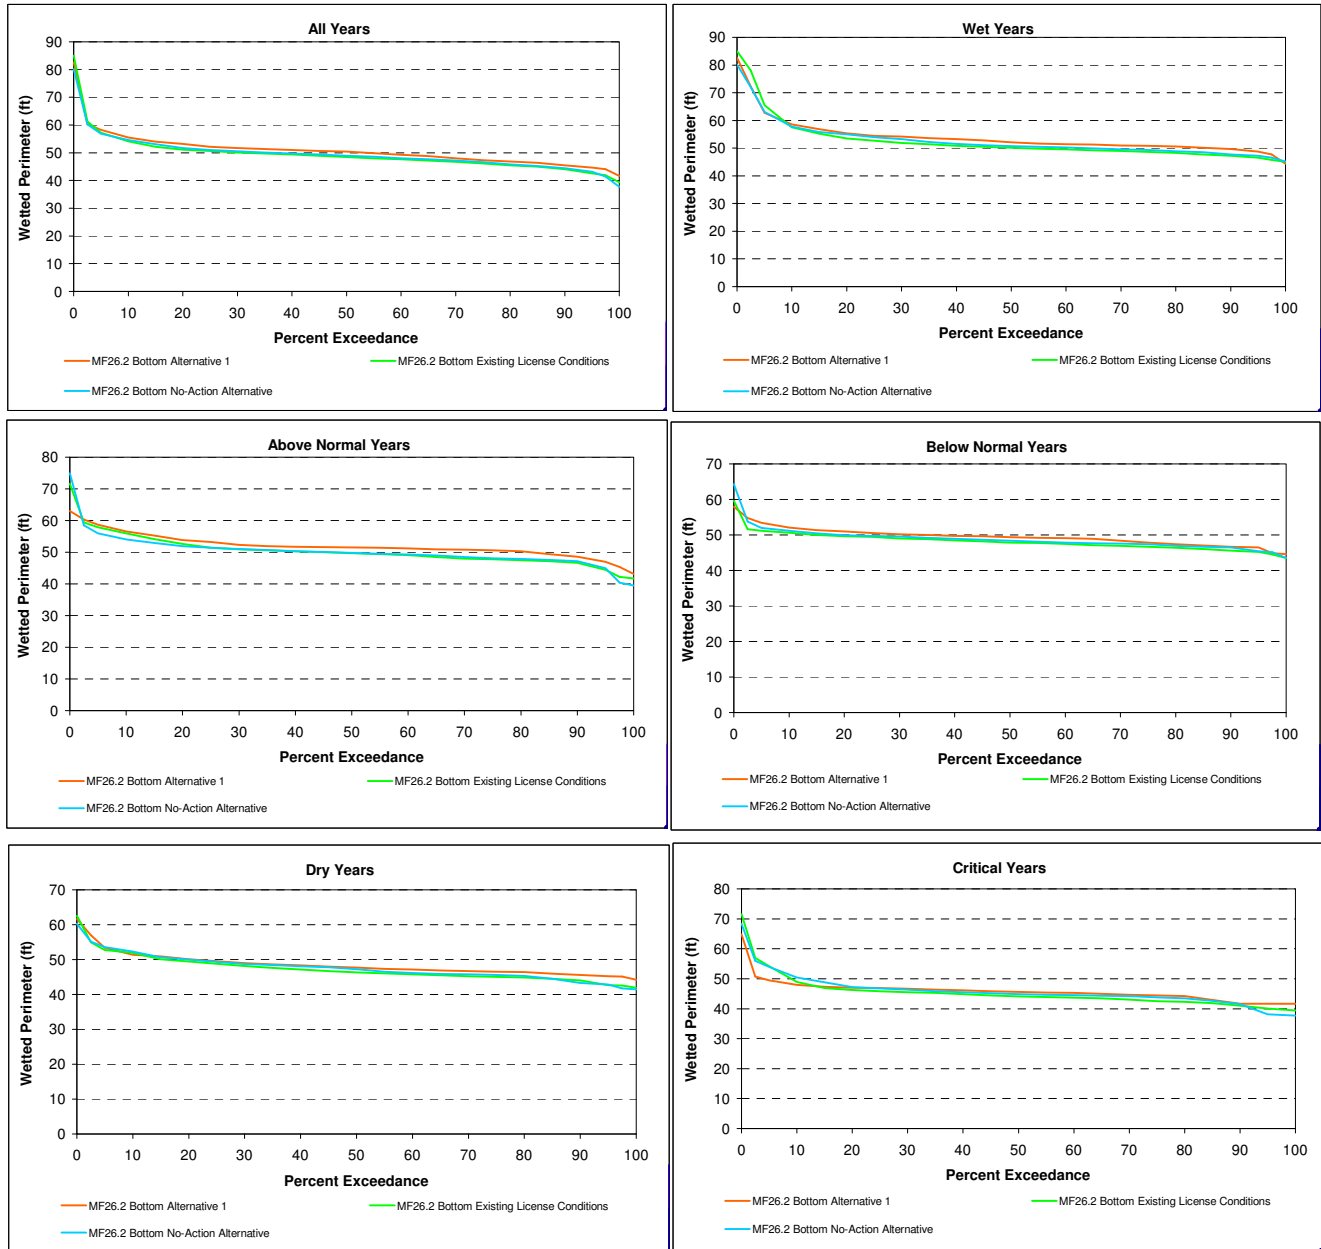 All Years
Wetted Perimeter (ft)
90
80
70
60
50
40
30
20
10
0
0 10 20 30 40 50 60 70 80 90 100
Percent Exceedance
MF26.2 Bottom Alternative 1 MF26.2 Bottom Existing License Conditions
MF26.2 Bottom No-Action Alternative
Wet Years
Wetted Perimeter (ft)
90
80
70
60
50
40
30
20
10
0
0 10 20 30 40 50 60 70 80 90 100
Percent Exceedance
MF26.2 Bottom Alternative 1 MF26.2 Bottom Existing License Conditions
MF26.2 Bottom No-Action Alternative
Above Normal Years
Wetted Perimeter (ft)
80
70
60
50
40
30
20
10
0
0 10 20 30 40 50 60 70 80 90 100
Percent Exceedance
MF26.2 Bottom Alternative 1 MF26.2 Bottom Existing License Conditions
MF26.2 Bottom No-Action Alternative
Below Normal Years
Wetted Perimeter (ft)
70
60
50
40
30
20
10
0
0 10 20 30 40 50 60 70 80 90 100
Percent Exceedance
MF26.2 Bottom Alternative 1 MF26.2 Bottom Existing License Conditions
MF26.2 Bottom No-Action Alternative
Dry Years
Wetted Perimeter (ft)
70
60
50
40
30
20
10
0
0 10 20 30 40 50 60 70 80 90 100
Percent Exceedance
MF26.2 Bottom Alternative 1 MF26.2 Bottom Existing License Conditions
MF26.2 Bottom No-Action Alternative
Critical Years
Wetted Perimeter (ft)
80
70
60
50
40
30
20
10
0
0 10 20 30 40 50 60 70 80 90 100
Percent Exceedance
MF26.2 Bottom Alternative 1 MF26.2 Bottom Existing License Conditions
MF26.2 Bottom No-Action Alternative